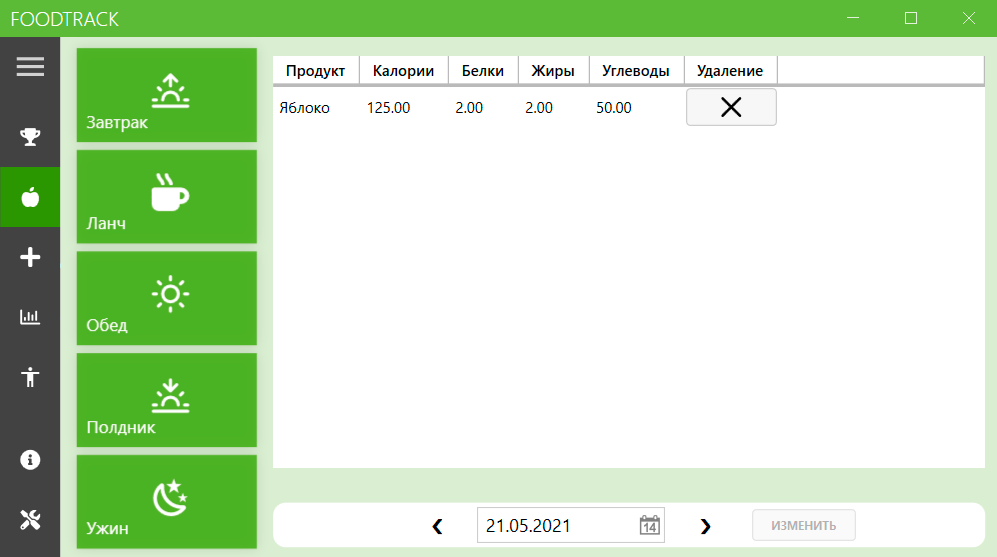 FOODTRACK
Завтрак
Ланч
Обед
Полдник
Ужин
Продукт Калории Белки Жиры Углеводы Удаление
Яблоко 125.00 2.00 2.00 50.00
21.05.2021 14 ИЗМЕНИТЬ